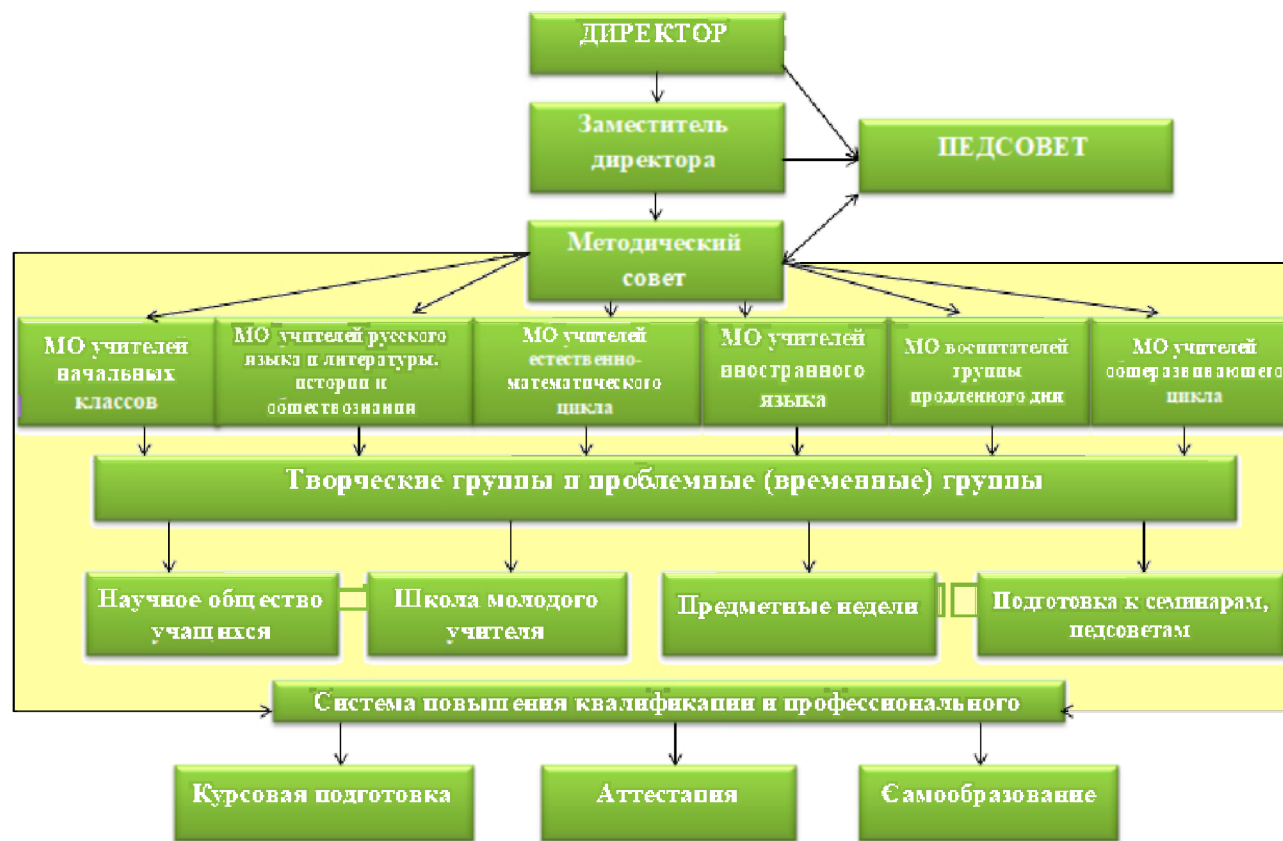 ДИРЕКТОР
Заместитель
директора
ПЕДСОВЕТ
Методический
совет
МО учителей
начальных
классов
МО учителей русского
языка и литературы.
истории и
обществознания
МО учителей
естественно-
математического
цикла
МО учителей
иностранного
языка
МО воспитателей
группы
продленного дня
МО учителей
общеразвивающего
цикла
Творческие группы и проблемные (временные) группы
Научное общество
учащихся
Школа молодого
учителя
Предметные недели
Подготовка к семинарам,
педсоветам
Система повышения квалификации и профессионального
Курсовая подготовка
Аттестация
Самообразование